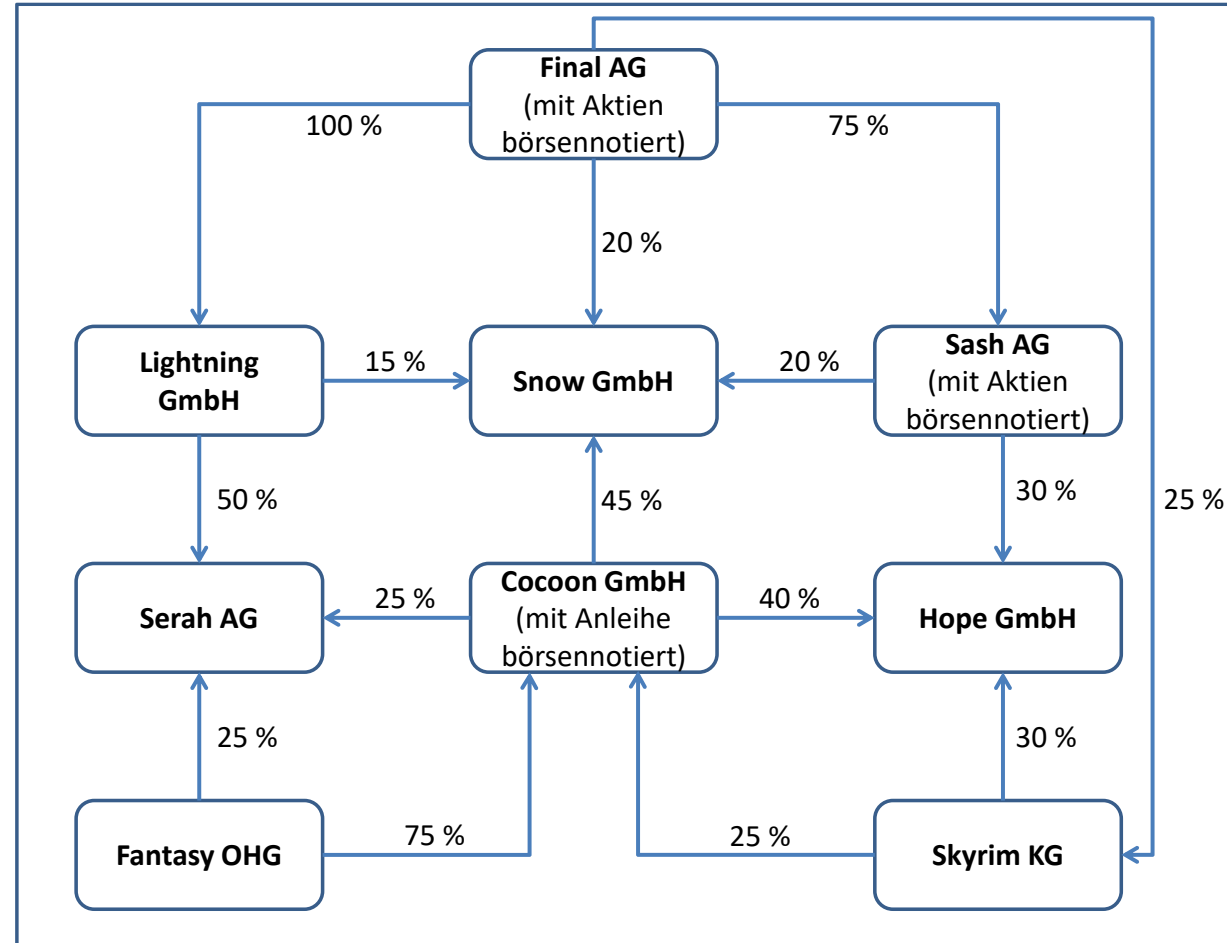 Final AG
(mit Aktien
börsennotiert)
100 %
75 %
20 %
Lightning
GmbH
15 %
Snow GmbH
20 %
Sash AG
(mit Aktien
börsennotiert)
50 %
45 %
30 %
25 %
Serah AG
25 %
Cocoon GmbH
(mit Anleihe
börsennotiert)
40 %
Hope GmbH
25 %
30 %
Fantasy OHG
75 %
25 %
Skyrim KG